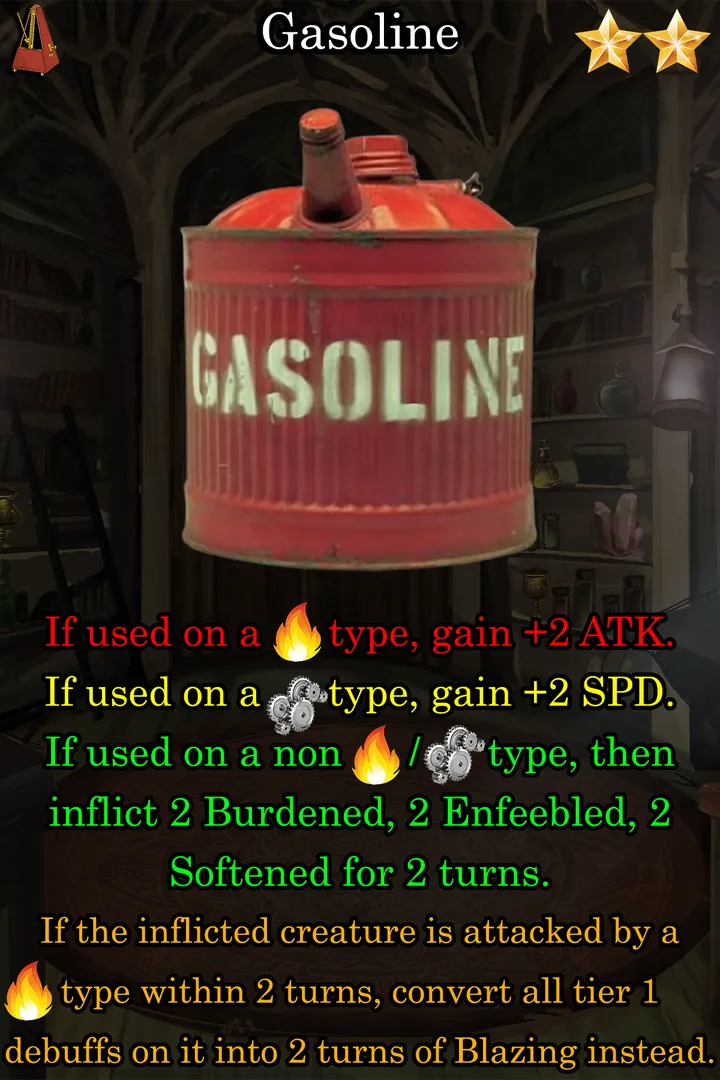 Gasoline
GASOLINE
If used on a 🔥 type, gain +2 ATK.
If used on a ⚙️ type, gain +2 SPD.
If used on a non 🔥/⚙️ type, then
inflict 2 Burdened, 2 Enfeebled, 2
Softened for 2 turns.
If the inflicted creature is attacked by a
🔥 type within 2 turns, convert all tier 1
debuffs on it into 2 turns of Blazing instead.